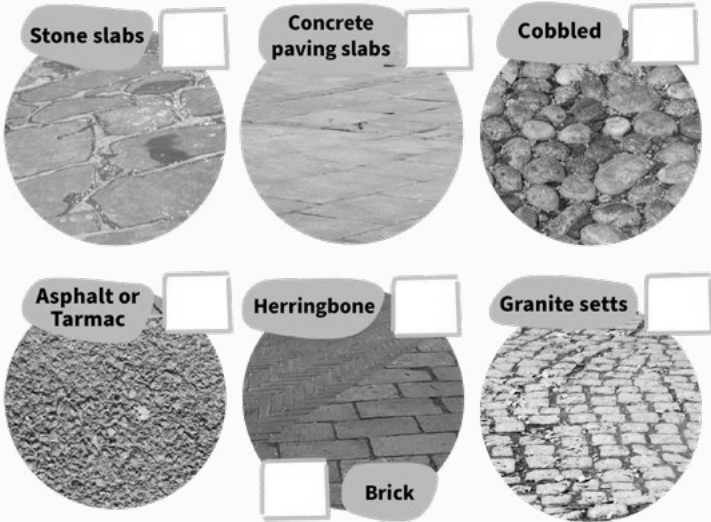 Stone slabs
Concrete
paving slabs
Cobbled
Asphalt or
Tarmac
Herringbone
Granite setts
Brick